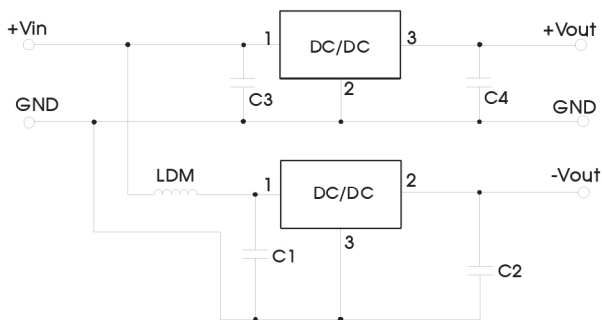 +Vin
1
DC/DC
3
+Vout
2
C3
C4
GND
GND
LDM
1
DC/DC
2
-Vout
3
C1
C2